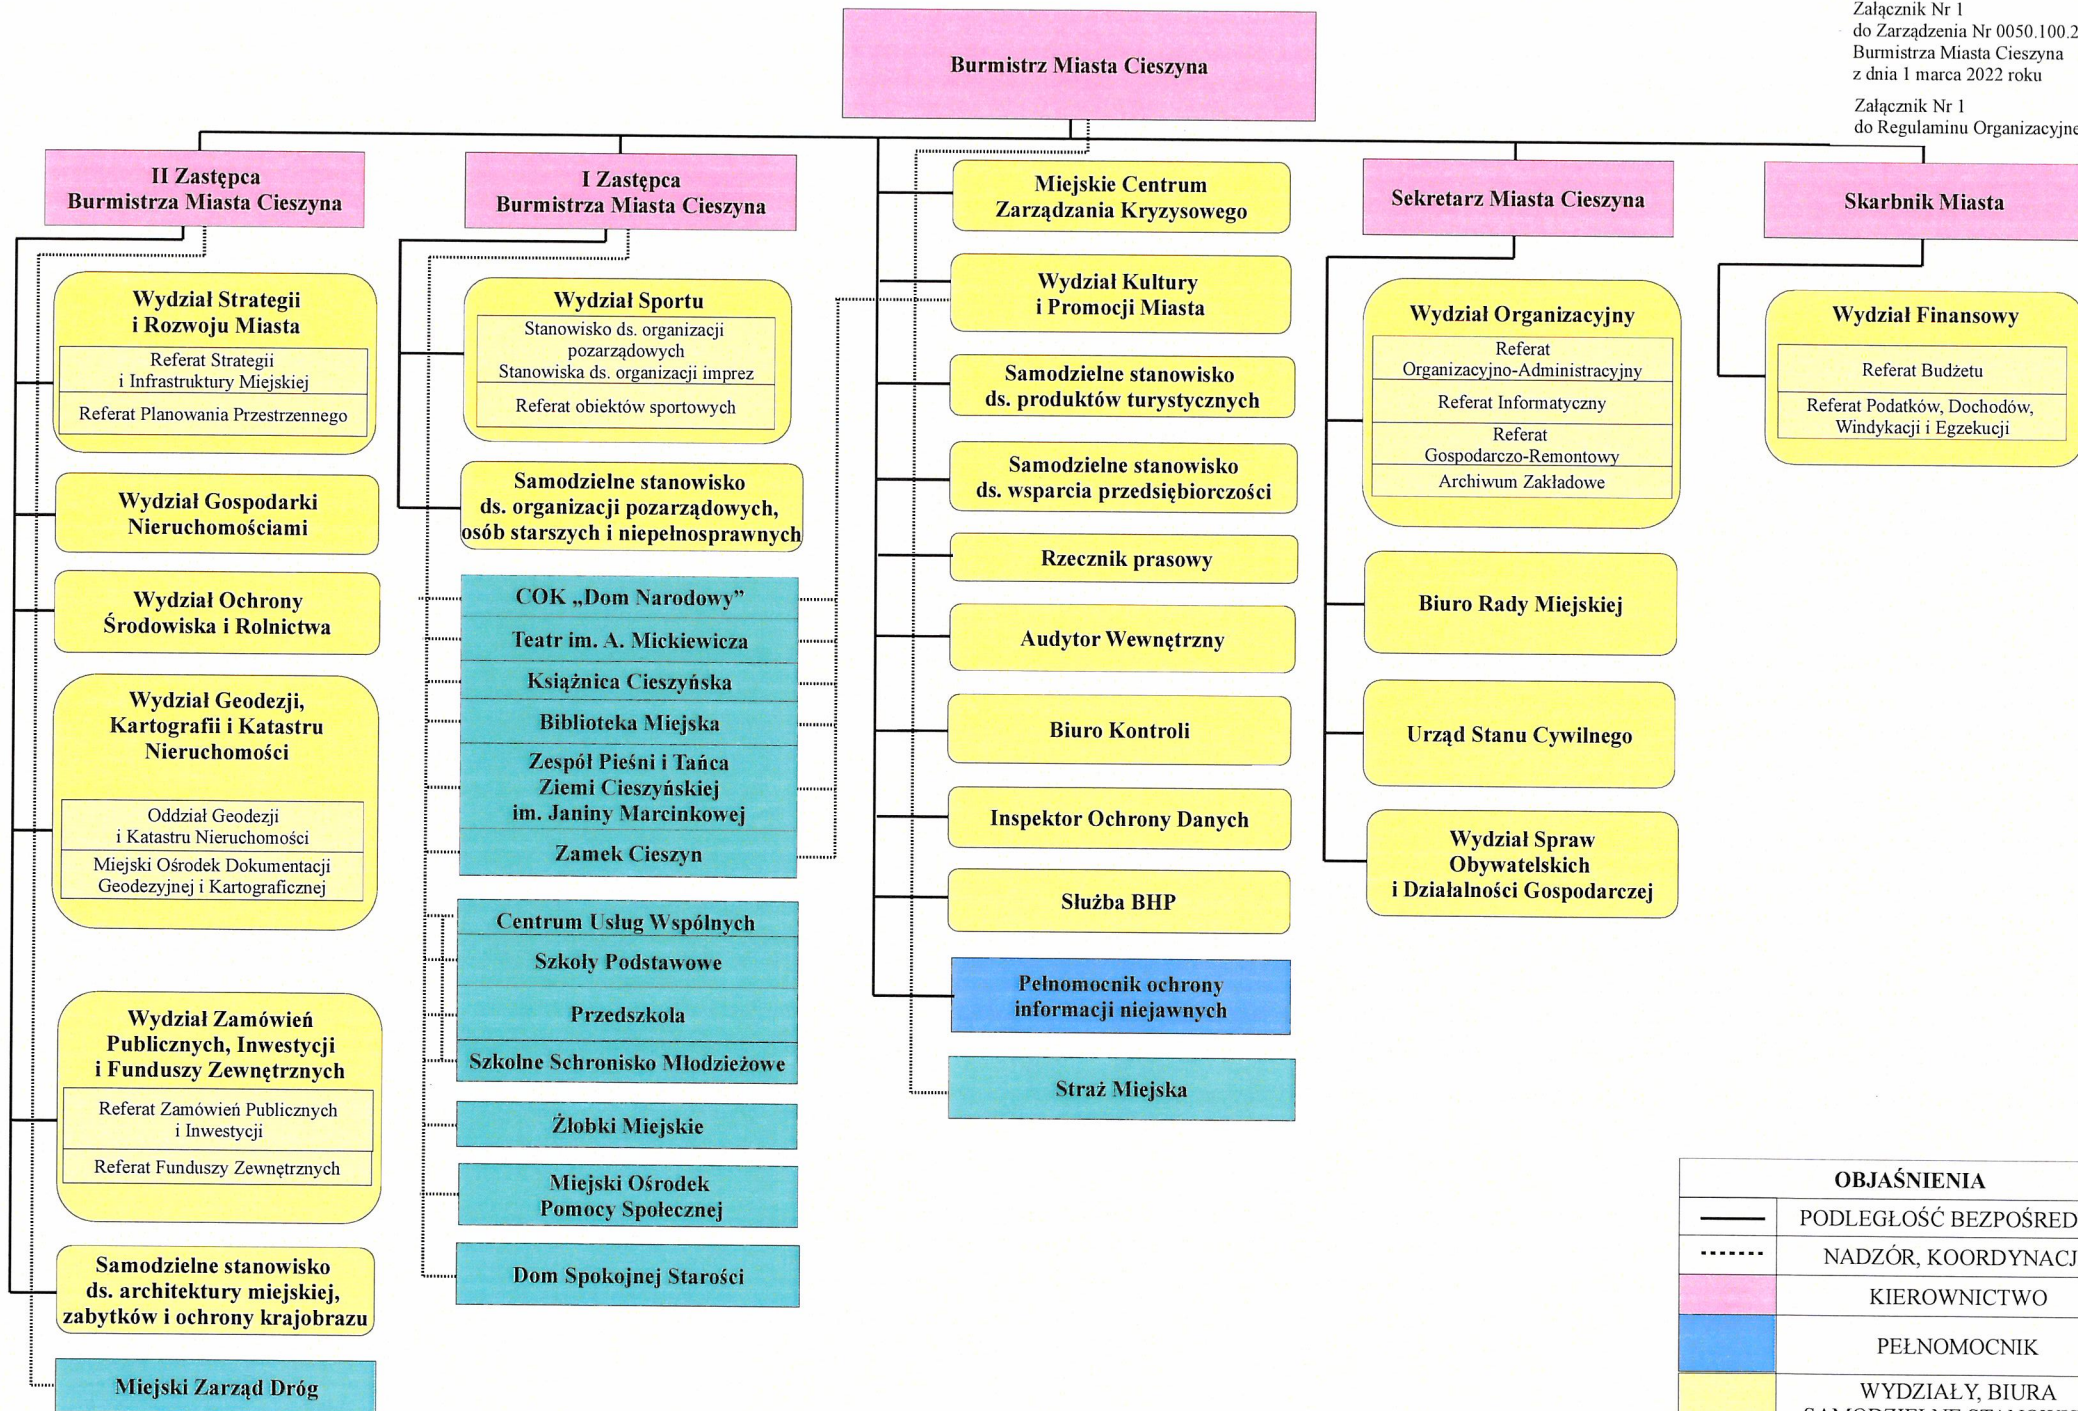 Załącznik Nr 1
do Zarządzenia Nr 0050.100.2
Burmistrza Miasta Cieszyna
z dnia 1 marca 2022 roku
Załącznik Nr 1
do Regulaminu
Burmistrz Miasta Cieszyna
II Zastępca
Burmistrza Miasta Cieszyna
Wydział Strategii
i Rozwoju Miasta
Referat Strategii
i Infrastruktury Miejskiej
Referat Planowania Przestrzennego
Wydział Gospodarki
Nieruchomościami
Wydział Ochrony
Środowiska i Rolnictwa
Wydział Geodezji,
Kartografii i Katastru
Nieruchomości
Oddział Geodezji
i Katastru Nieruchomości
Miejski Ośrodek Dokumentacji
Geodezyjnej i Kartograficznej
Wydział Zamówień
Publicznych, Inwestycji
i Funduszy Zewnętrznych
Referat Zamówień Publicznych
i Inwestycji
Referat Funduszy Zewnętrznych
Samodzielne stanowisko
ds. architektury miejskiej,
zabytków i ochrony krajobrazu
Miejski Zarząd Dróg
I Zastępca
Burmistrza Miasta Cieszyna
Wydział Sportu
Stanowisko ds. organizacji
pozarządowych
Stanowiska ds. organizacji imprez
Referat obiektów sportowych
Samodzielne stanowisko
ds. organizacji pozarządowych,
osób starszych i niepełnosprawnych
COK „Dom Narodowy”
Teatr im. A. Mickiewicza
Książnica Cieszyńska
Biblioteka Miejska
Zespół Pieśni i Tańca
Ziemi Cieszyńskiej
im. Janiny Marcinkowej
Zamek Cieszyn
Centrum Usług Wspólnych
Szkoły Podstawowe
Przedszkola
Szkolne Schronisko Młodzieżowe
Żłobki Miejskie
Miejski Ośrodek
Pomocy Społecznej
Dom Spokojnej Starości
Miejskie Centrum
Zarządzania Kryzysowego
Wydział Kultury
i Promocji Miasta
Samodzielne stanowisko
ds. produktów turystycznych
Samodzielne stanowisko
ds. wsparcia przedsiębiorczości
Rzecznik prasowy
Audytor Wewnętrzny
Biuro Kontroli
Inspektor Ochrony Danych
Służba BHP
Pełnomocnik ochrony
informacji niejawnych
Straż Miejska
Sekretarz Miasta Cieszyna
Wydział Organizacyjny
Referat
Organizacyjno-Administracyjny
Referat Informatyczny
Referat
Gospodarczo-Remontowy
Archiwum Zakładowe
Biuro Rady Miejskiej
Urząd Stanu Cywilnego
Wydział Spraw
Obywatelskich
i Działalności Gospodarczej
Skarbnik Miasta
Wydział Finansowy
Referat Budżetu
Referat Podatków, Dochodów,
Windykacji i Egzekucji
OBJAŚNIENIA
PODLEGŁOŚĆ
NADZÓR,
KIEROWNICTWO
PEŁNOMOCNIK
WYDZIAŁY, BIURA